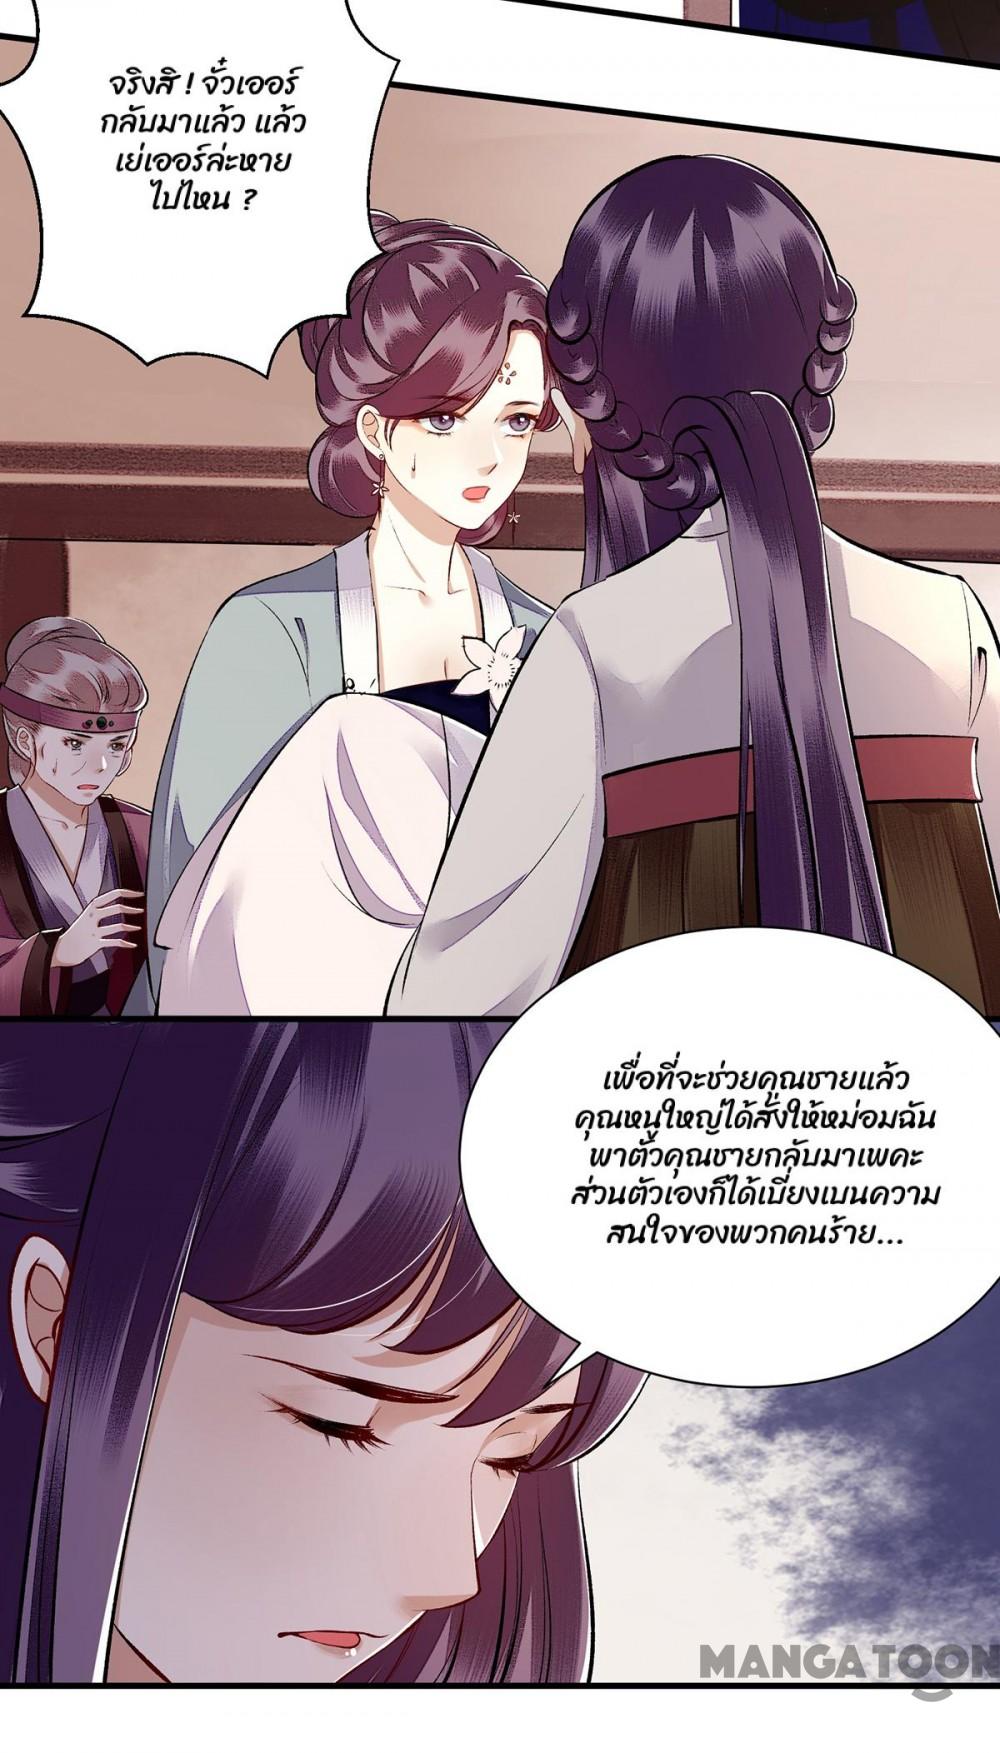 จริงสิ ! จั๋วเออร์
กลับมาแล้ว แล้ว
เย่เออร์ล่ะหาย
ไปไหน ?
เพื่อที่จะช่วยคุณชายแล้ว
คุณหนูใหญ่ได้สั่งให้หม่อมฉัน
พาตัวคุณชายกลับมาเพคะ
ส่วนตัวเองก็ได้เบี่ยงเบนความ
สนใจของพวกคนร้าย...
MANGATOON